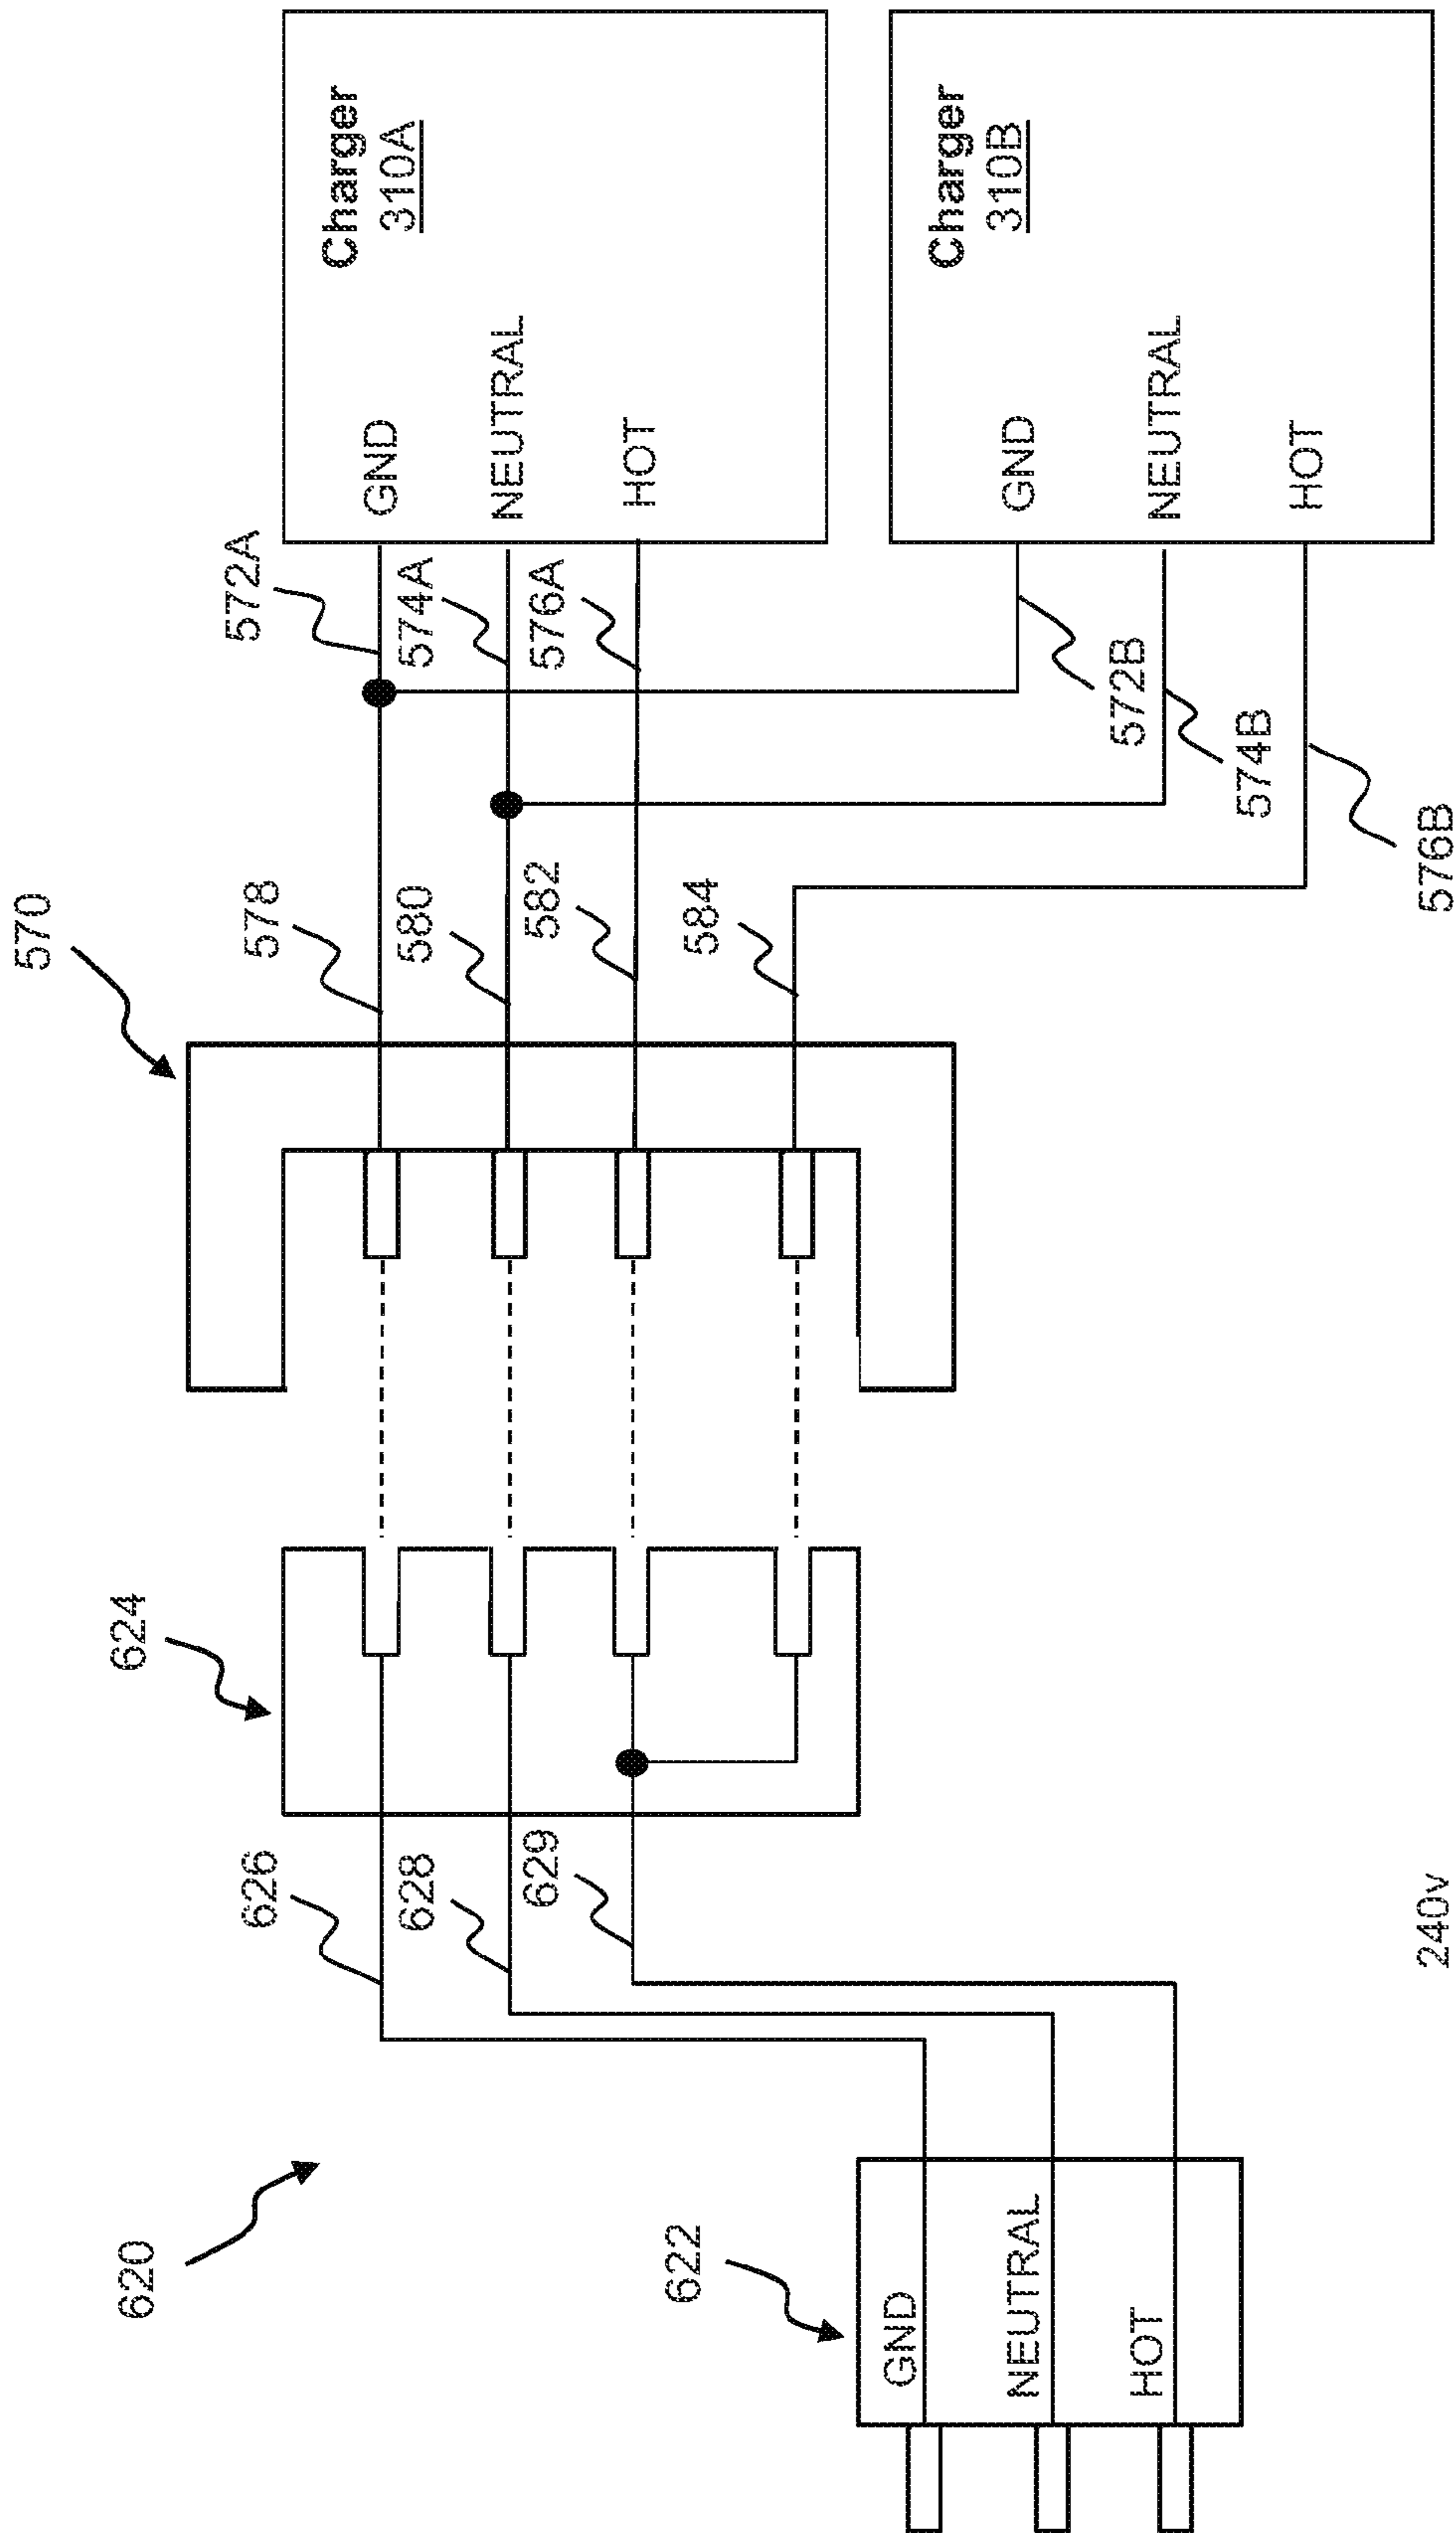 620
622
GND
NEUTRAL
HOT
240v
626
628
629
624
570
578
580
582
584
572A
574A
576A
572B
574B
576B
Charger
310A
GND
NEUTRAL
HOT
Charger
310B
GND
NEUTRAL
HOT